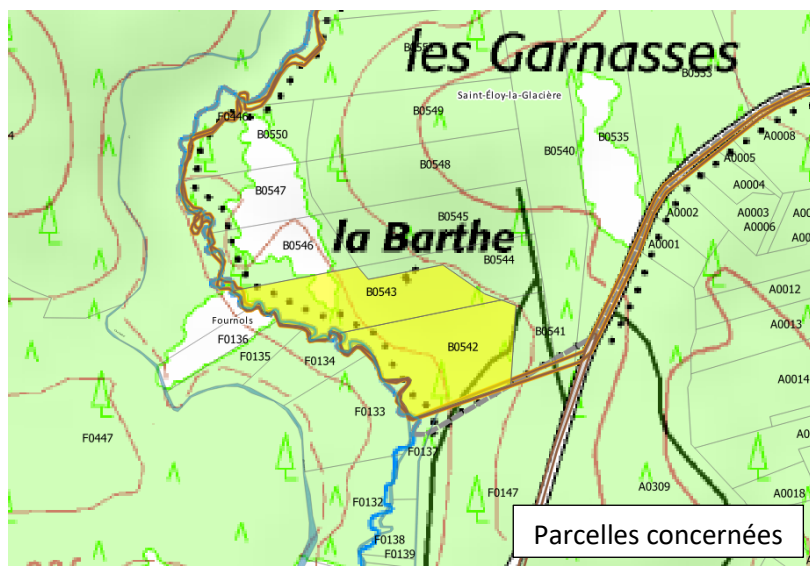 les Garnasses
B0553
Saint-Éloy-la-Glacière
F0446
B0550
B0549
B0535
A0008
B0540
A0005
B0548
A0004
B0547
B0545
A0002
A0003
A0006
B0546
la Barthe
B0544
A0001
B0543
A0012
Fournols
F0136
B0541
A0013
F0135
F0134
B0542
A0014
F0133
F0447
F0137
F0132
F0147
A0309
A0018
F0138
F0139
Parcelles concernées